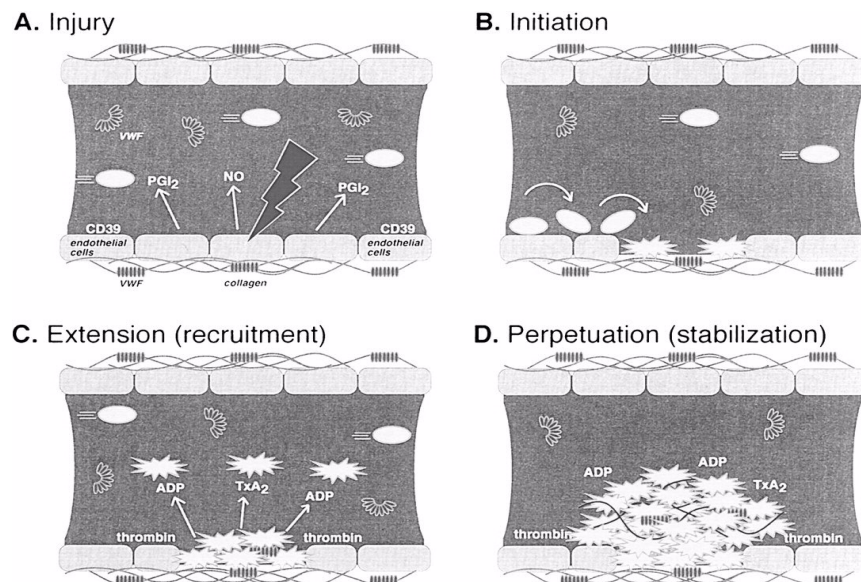 A. Injury
VWF
PGI₂
NO
PGI₂
CD39
endothelial
cells
CD39
endothelial
cells
VWF
collagen
B. Initiation
C. Extension (recruitment)
ADP
TxA₂
ADP
thrombin
thrombin
D. Perpetuation (stabilization)
ADP
ADP
TxA₂
thrombin
thrombin